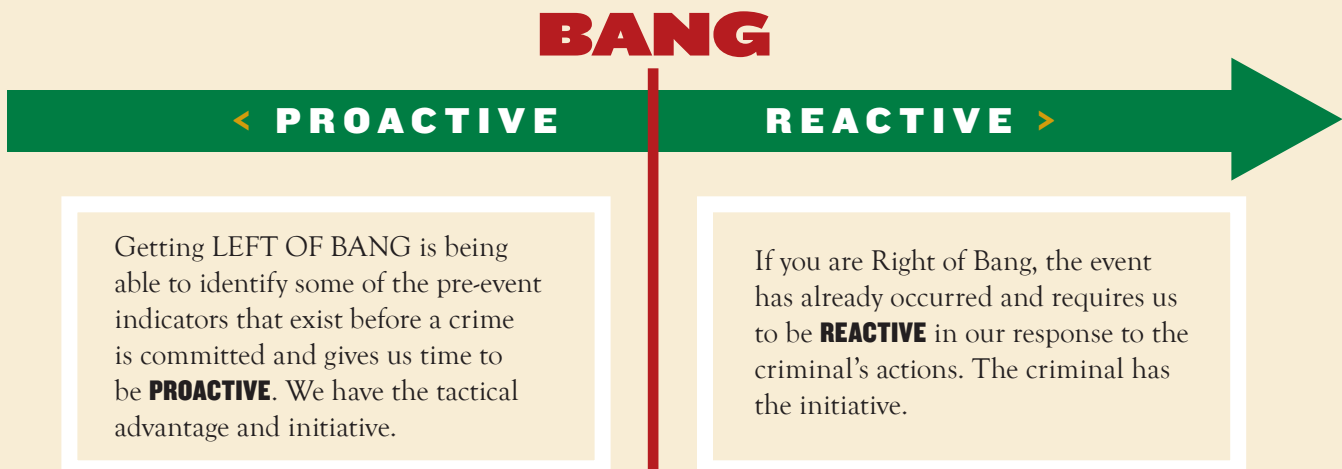 BANG
< PROACTIVE
REACTIVE >
Getting LEFT OF BANG is being
able to identify some of the pre-event
indicators that exist before a crime
is committed and gives us time to
be PROACTIVE. We have the tactical
advantage and initiative.
If you are Right of Bang, the event
has already occurred and requires us
to be REACTIVE in our response to the
criminal’s actions. The criminal has
the initiative.